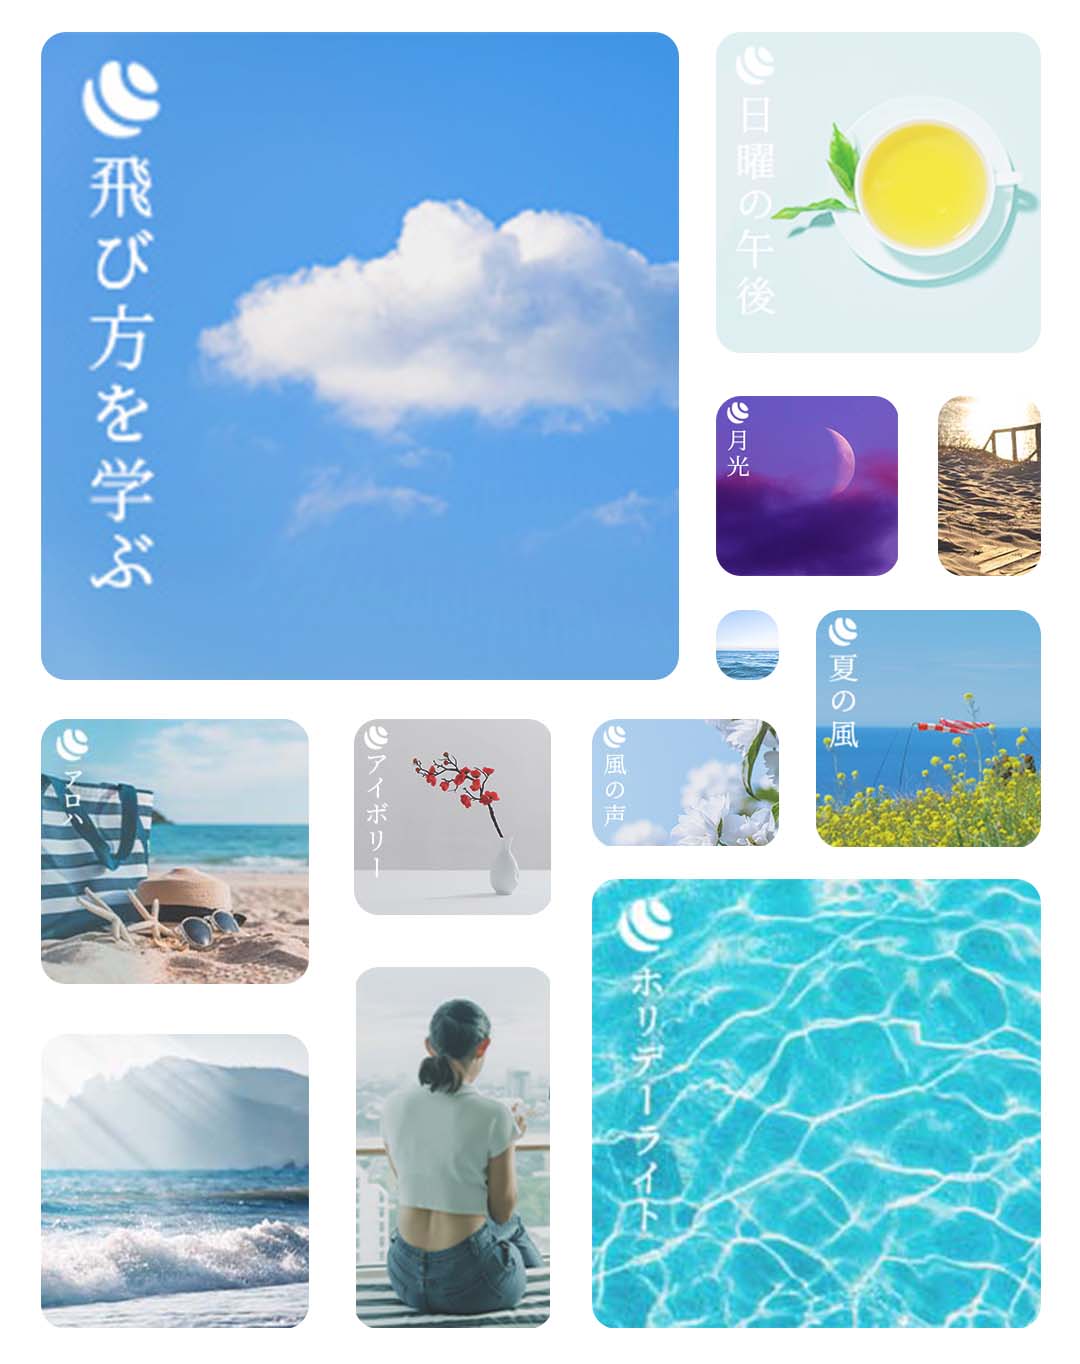 飛び方を学ぶ
日曜の午後
月光
夏の風
アロハ
アイボリー
風の声
ホリデーライト